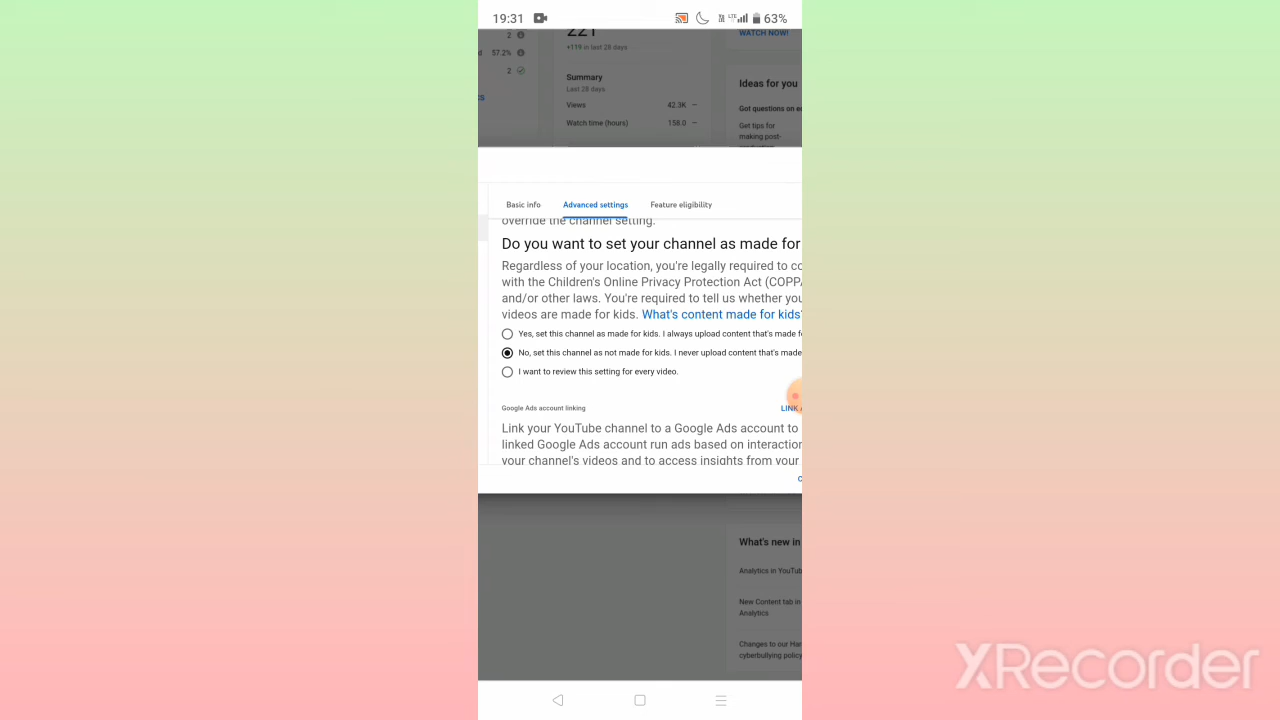 19:31
LTE
63%
221
WATCH NOW!
2
+119 in last 28 days
57.2%
2
Summary
Last 28 days
Views 42.3K —
Watch time (hours) 158.0 —
Ideas for you
Got questions on
Get tips for
making post-
Basic info Advanced settings Feature eligibility
override the channel setting.
Do you want to set your channel as made for
Regardless of your location, you're legally required to
with the Children's Online Privacy Protection Act (COPPA
and/or other laws. You're required to tell us whether
videos are made for kids. What's content made for kids?
Yes, set this channel as made for kids. I always upload content that's made
No, set this channel as not made for kids. I never upload content that's made
I want to review this setting for every video.
Google Ads account linking LINK
Link your YouTube channel to a Google Ads account to
linked Google Ads account run ads based on
your channel's videos and to access insights from your
What's new in
Analytics in
New Content tab in
Analytics
Changes to our
cyberbullying policy
XRecorder